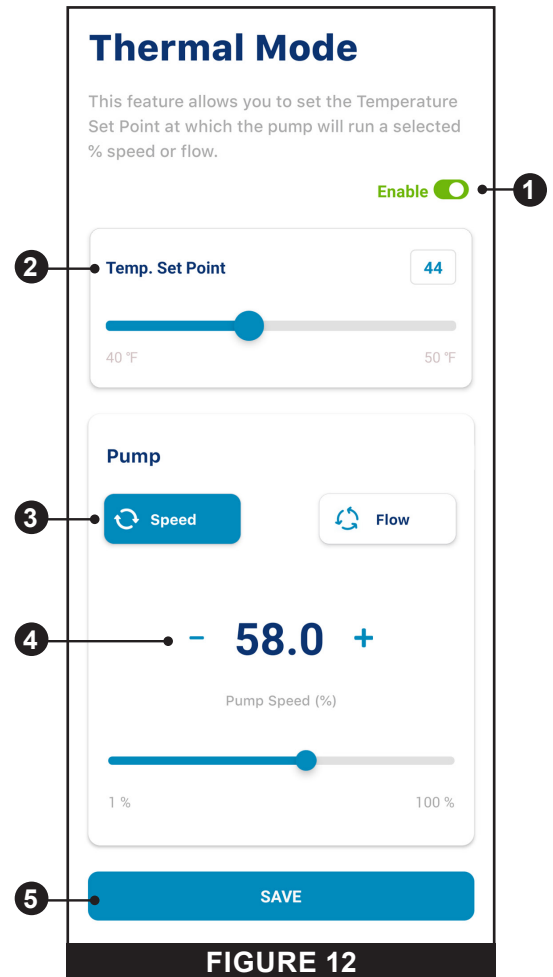 Thermal Mode
This feature allows you to set the Temperature
Set Point at which the pump will run a selected
% speed or flow.
Enable
1
2
Temp. Set Point 44
40 °F 50 °F
Pump
3
Speed Flow
4
- 58.0 +
Pump Speed (%)
1 % 100 %
5
SAVE
FIGURE 12